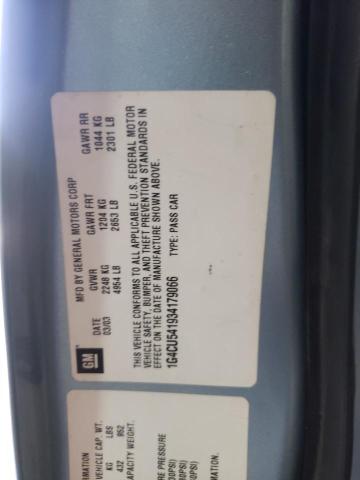 GM
MFD BY GENERAL MOTORS CORP
DATE GVWR GAWR FRT GAWR RR
03/03 2248 KG 1204 KG 1044 KG
4954 LB 2653 LB 2301 LB
THIS VEHICLE CONFORMS TO ALL APPLICABLE U.S. FEDERAL MOTOR
VEHICLE SAFETY, BUMPER, AND THEFT PREVENTION STANDARDS IN
EFFECT ON THE DATE OF MANUFACTURE SHOWN ABOVE.
1G4CU541934179066 TYPE: PASS CAR
VEHICLE CAP. WT.
KG LBS
432 952
RE PRESSURE